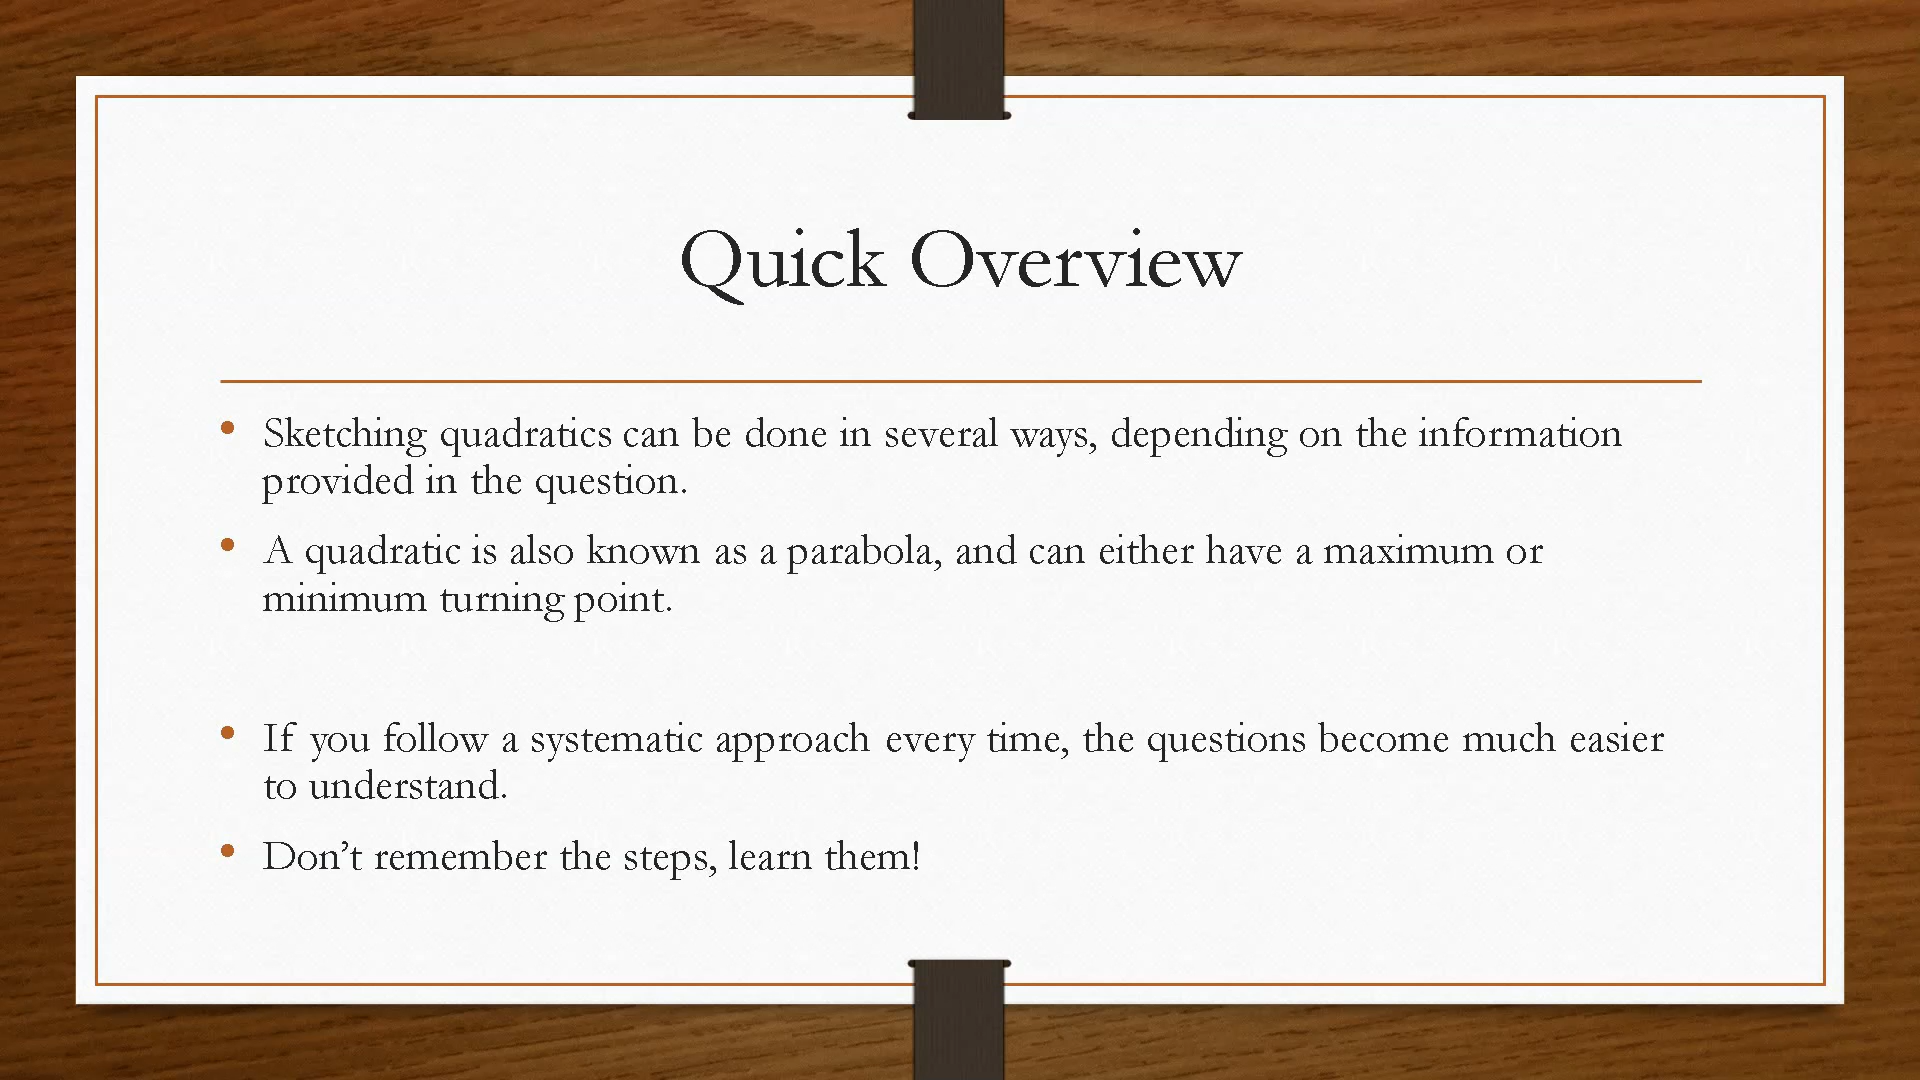 Quick Overview
• Sketching quadratics can be done in several ways, depending on the information
provided in the question.
• A quadratic is also known as a parabola, and can either have a maximum or
minimum turning point.
• If you follow a systematic approach every time, the questions become much easier
to understand.
• Don’t remember the steps, learn them!